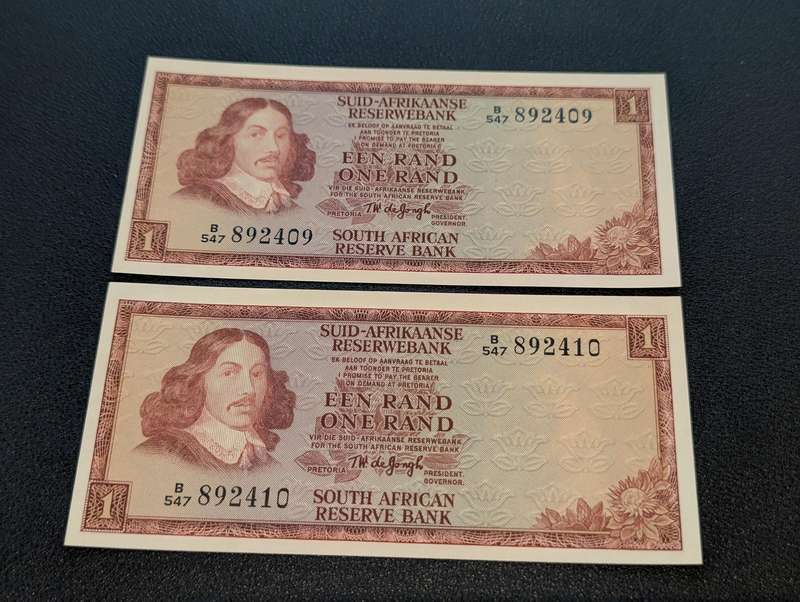 SUID-AFRIKAANSE
RESERWEBANK
B
547 892409
1
EK BELOOF OP AANVRAAG TE BETAAL
AAN TOONDER TE PRETORIA
I PROMISE TO PAY THE BEARER
ON DEMAND AT PRETORIA
EEN RAND
ONE RAND
VIR DIE SUID-AFRIKAANSE RESERWEBANK
FOR THE SOUTH AFRICAN RESERVE BANK
PRETORIA TW de Jongh PRESIDENT.
GOVERNOR.
1
B
547 892409
SOUTH AFRICAN
RESERVE BANK
SUID-AFRIKAANSE
RESERWEBANK
B
547 892410
1
EK BELOOF OP AANVRAAG TE BETAAL
AAN TOONDER TE PRETORIA
I PROMISE TO PAY THE BEARER
ON DEMAND AT PRETORIA
EEN RAND
ONE RAND
VIR DIE SUID-AFRIKAANSE RESERWEBANK
FOR THE SOUTH AFRICAN RESERVE BANK
PRETORIA TW de Jongh PRESIDENT.
GOVERNOR.
1
B
547 892410
SOUTH AFRICAN
RESERVE BANK